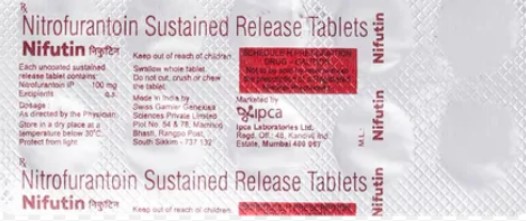 Rx
Nitrofurantoin Sustained Release Tablets
Nifutin निफुटिन
Each uncoated sustained
release tablet contains:
Nitrofurantoin IP 100 mg
Excipients q.s.
Dosage :
As directed by the Physician
Store in a dry place at a
temperature below 30°C.
Protect from light
Keep out of reach of children.
Swallow whole tablet.
Do not cut, crush or chew
the tablet.
Made in India by
Swiss Garnier Genexiaa
Sciences Private Limited
Plot No. 54 & 78, Mamring
Bhasti, Rangpo Post,
South Sikkim - 737 132
SCHEDULE H PREPARATION
Marketed by
ipca
Ipca Laboratories Ltd.
Regd. Off.: 48, Kandivli Ind.
Estate, Mumbai 400 067
M.L.
Nifutin
Nifutin
Rx
Nitrofurantoin Sustained Release Tablets
Nifutin निफुटिन
Keep out of reach of children.
Nifutin